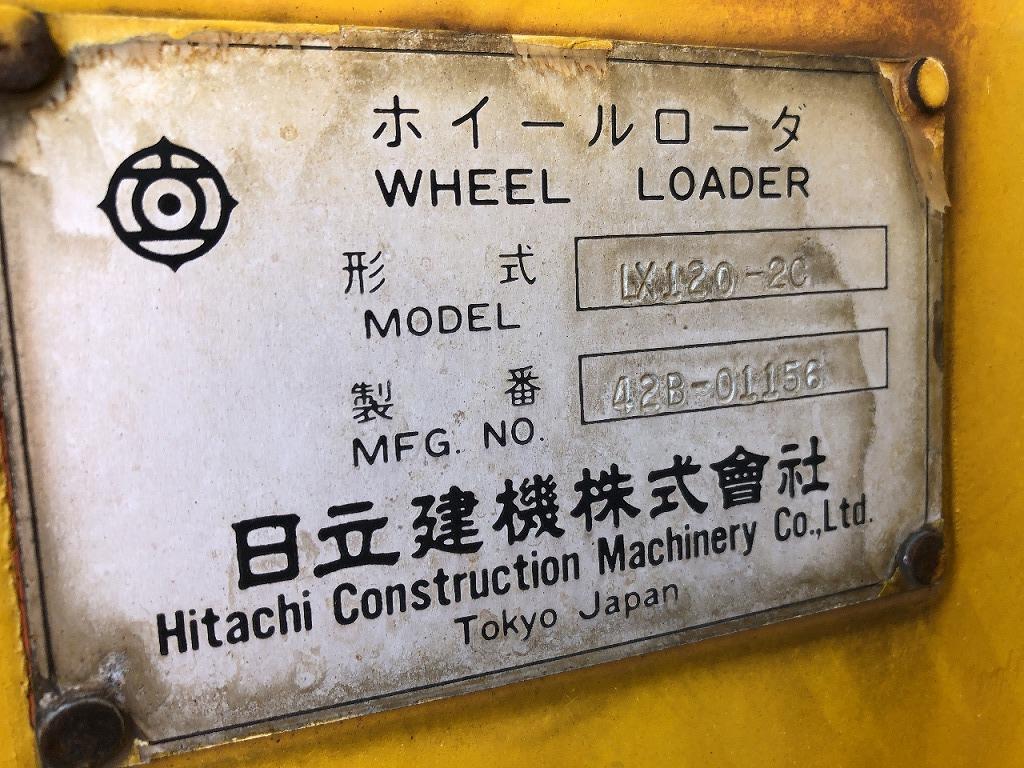 ホイールローダ
WHEEL LOADER
形式 LX120-2C
MODEL
製番 42B-01156
MFG. NO.
日立建機株式會社
Hitachi Construction Machinery Co.,Ltd.
Tokyo Japan